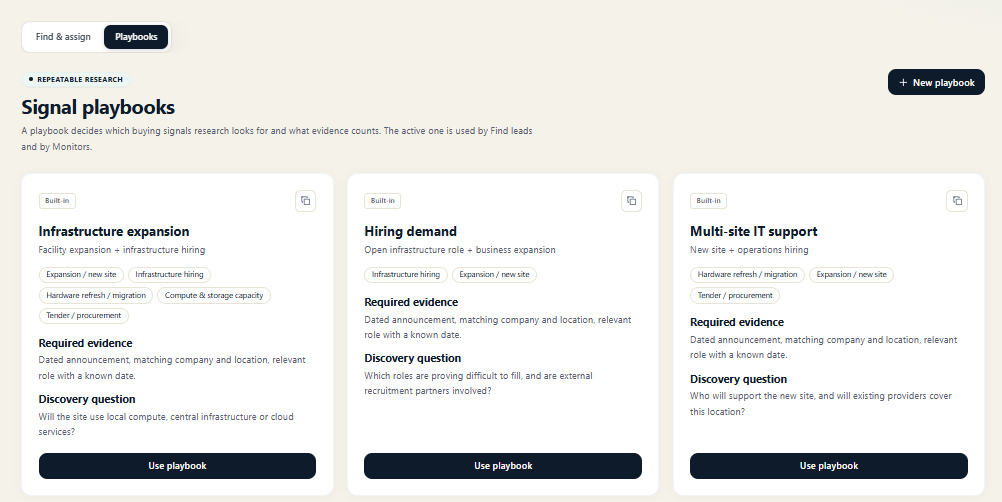 Find & assign
Playbooks
REPEATABLE RESEARCH
+ New playbook
Signal playbooks
A playbook decides which buying signals research looks for and what evidence counts. The active one is used by Find leads
and by Monitors.
Built-in
Infrastructure expansion
Facility expansion + infrastructure hiring
Expansion / new site
Infrastructure hiring
Hardware refresh / migration
Compute & storage capacity
Tender / procurement
Required evidence
Dated announcement, matching company and location, relevant
role with a known date.
Discovery question
Will the site use local compute, central infrastructure or cloud
services?
Use playbook
Built-in
Hiring demand
Open infrastructure role + business expansion
Infrastructure hiring
Expansion / new site
Required evidence
Dated announcement, matching company and location, relevant
role with a known date.
Discovery question
Which roles are proving difficult to fill, and are external
recruitment partners involved?
Use playbook
Built-in
Multi-site IT support
New site + operations hiring
Hardware refresh / migration
Expansion / new site
Tender / procurement
Required evidence
Dated announcement, matching company and location, relevant
role with a known date.
Discovery question
Who will support the new site, and will existing providers cover
this location?
Use playbook